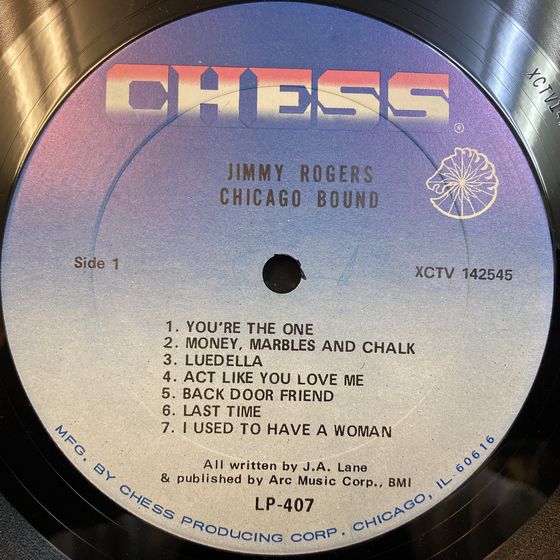 CHESS
®
JIMMY ROGERS
CHICAGO BOUND
Side 1
XCTV 142545
1. YOU'RE THE ONE
2. MONEY, MARBLES AND CHALK
3. LUEDELLA
4. ACT LIKE YOU LOVE ME
5. BACK DOOR FRIEND
6. LAST TIME
7. I USED TO HAVE A WOMAN
All written by J.A. Lane
& published by Arc Music Corp., BMI
LP-407
MFG. BY CHESS PRODUCING CORP. CHICAGO, IL 60616